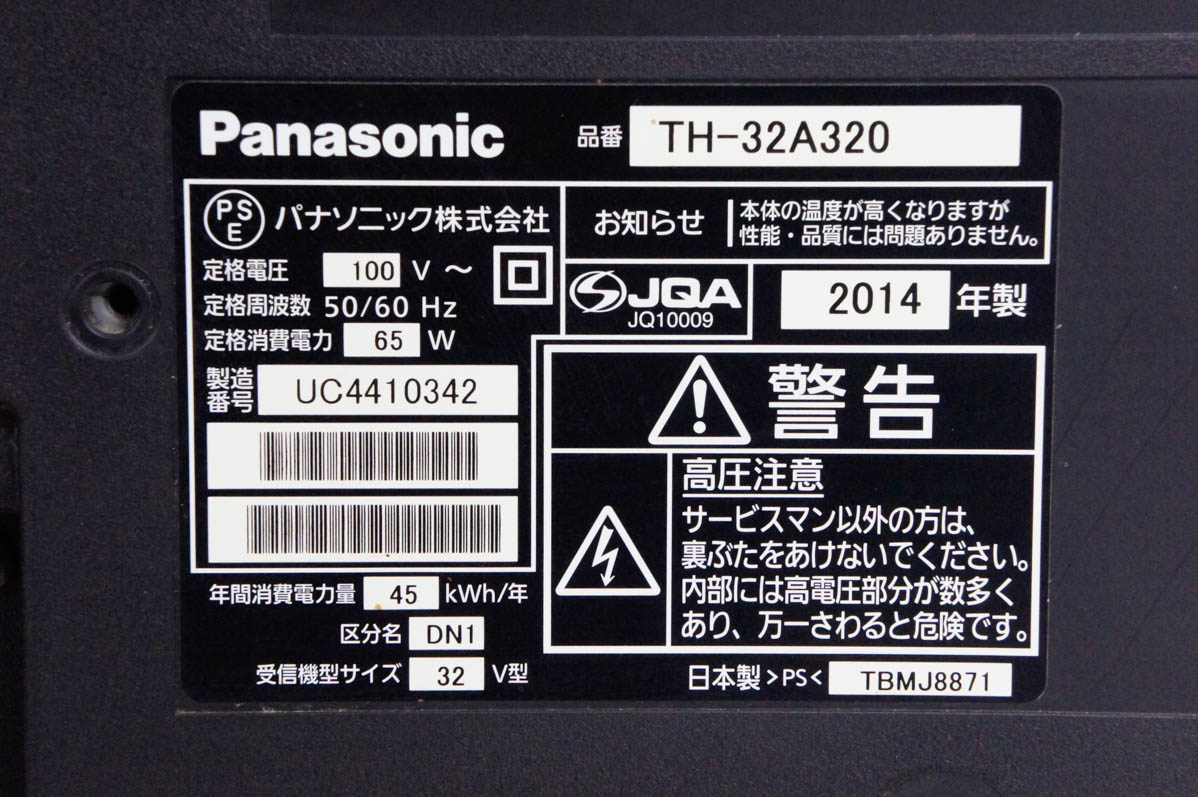 Panasonic 品番 TH-32A320
PSE パナソニック株式会社
定格電圧 100 V ～
定格周波数 50/60 Hz
定格消費電力 65 W
製造番号 UC4410342
お知らせ
本体の温度が高くなりますが
性能・品質には問題ありません。
JQA
JQ10009
2014 年製
警告
高圧注意
サービスマン以外の方は、
裏ぶたをあけないでください。
内部には高電圧部分が数多く
あり、万一さわると危険です。
年間消費電力量 45 kWh/年
区分名 DN1
受信機型サイズ 32 V型
日本製 >PS< TBMJ8871